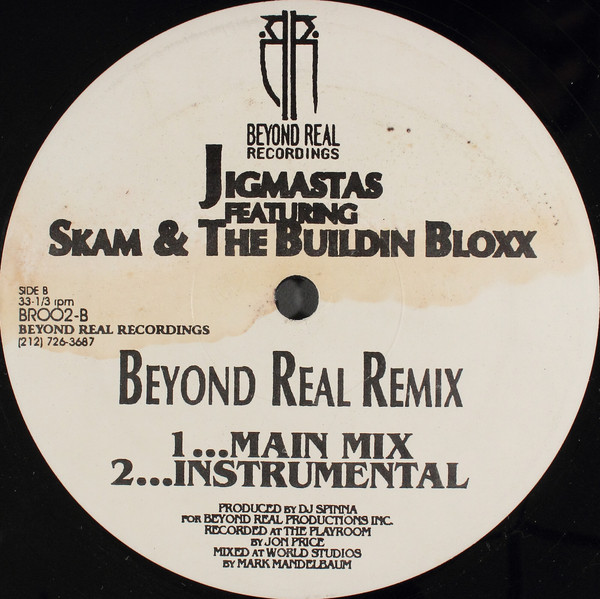 BEYOND REAL
RECORDINGS
JIGMASTAS
FEATURING
SKAM & THE BUILDIN BLOXX
SIDE B
33-1/3 rpm
BR002-B
BEYOND REAL RECORDINGS
(212) 726-3687
BEYOND REAL REMIX
1...MAIN MIX
2...INSTRUMENTAL
PRODUCED BY DJ SPINNA
FOR BEYOND REAL PRODUCTIONS INC.
RECORDED AT THE PLAYROOM
BY JON PRICE
MIXED AT WORLD STUDIOS
BY MARK MANDELBAUM